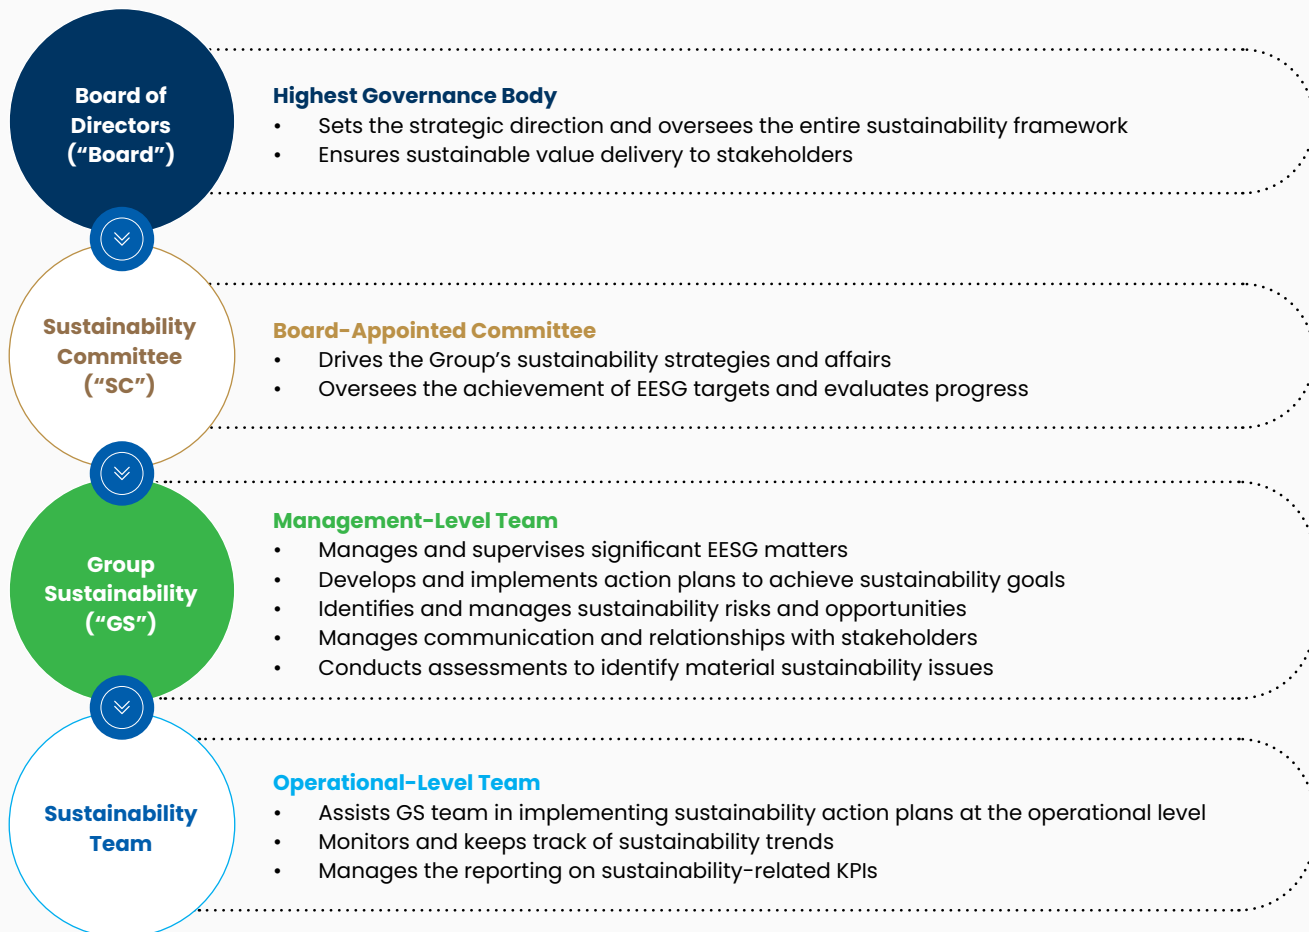 Board of
Directors
(“Board”)
Highest Governance Body
• Sets the strategic direction and oversees the entire sustainability framework
• Ensures sustainable value delivery to stakeholders
Sustainability
Committee
(“SC”)
Board-Appointed Committee
• Drives the Group’s sustainability strategies and affairs
• Oversees the achievement of EESG targets and evaluates progress
Group
Sustainability
(“GS”)
Management-Level Team
• Manages and supervises significant EESG matters
• Develops and implements action plans to achieve sustainability goals
• Identifies and manages sustainability risks and opportunities
• Manages communication and relationships with stakeholders
• Conducts assessments to identify material sustainability issues
Sustainability
Team
Operational-Level Team
• Assists GS team in implementing sustainability action plans at the operational level
• Monitors and keeps track of sustainability trends
• Manages the reporting on sustainability-related KPIs